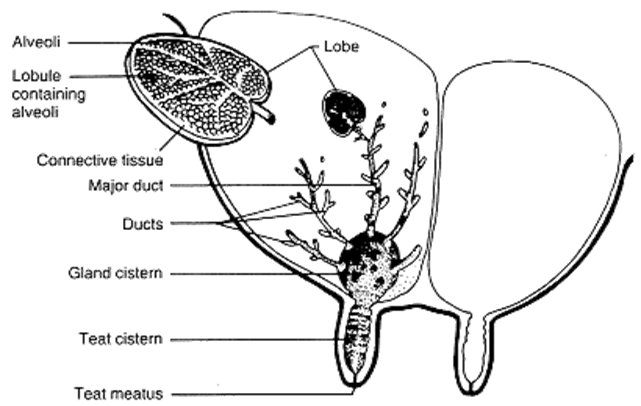 Alveoli
Lobe
Lobule
containing
alveoli
Connective tissue
Major duct
Ducts
Gland cistern
Teat cistern
Teat meatus